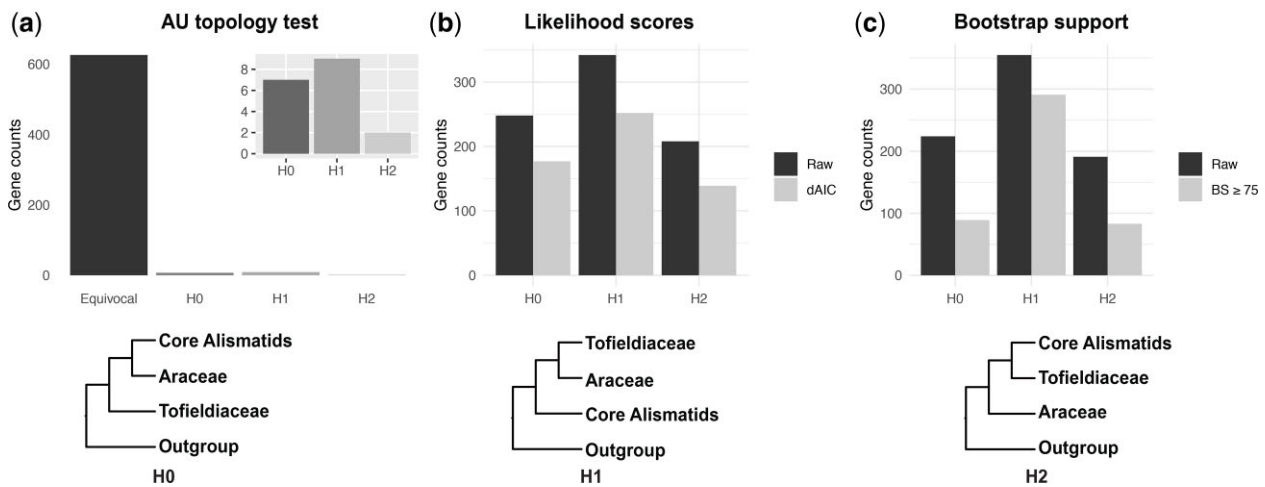 (a) AU topology test
Gene counts
600
400
200
0
8
6
4
2
0
H0 H1 H2
Equivocal H0 H1 H2
(b) Likelihood scores
Gene counts
300
200
100
0
H0 H1 H2
Raw
dAIC
(c) Bootstrap support
Gene counts
300
200
100
0
H0 H1 H2
Raw
BS ≥ 75
Core Alismatids
Araceae
Tofieldiaceae
Outgroup
H0
Tofieldiaceae
Araceae
Core Alismatids
Outgroup
H1
Core Alismatids
Tofieldiaceae
Araceae
Outgroup
H2